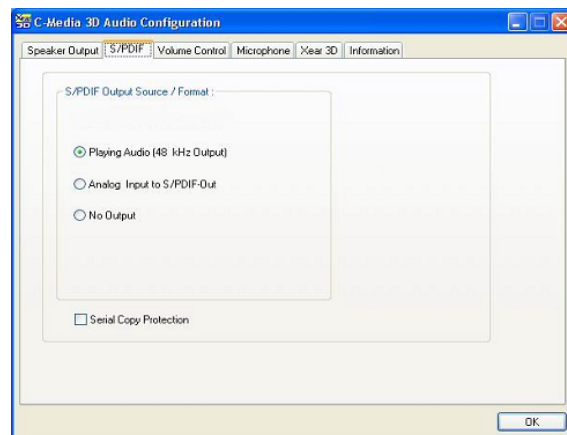 C-Media 3D Audio Configuration
Speaker Output S/PDIF Volume Control Microphone Xear 3D Information
S/PDIF Output Source / Format :
Playing Audio (48 kHz Output)
Analog Input to S/PDIF-Out
No Output
Serial Copy Protection
OK